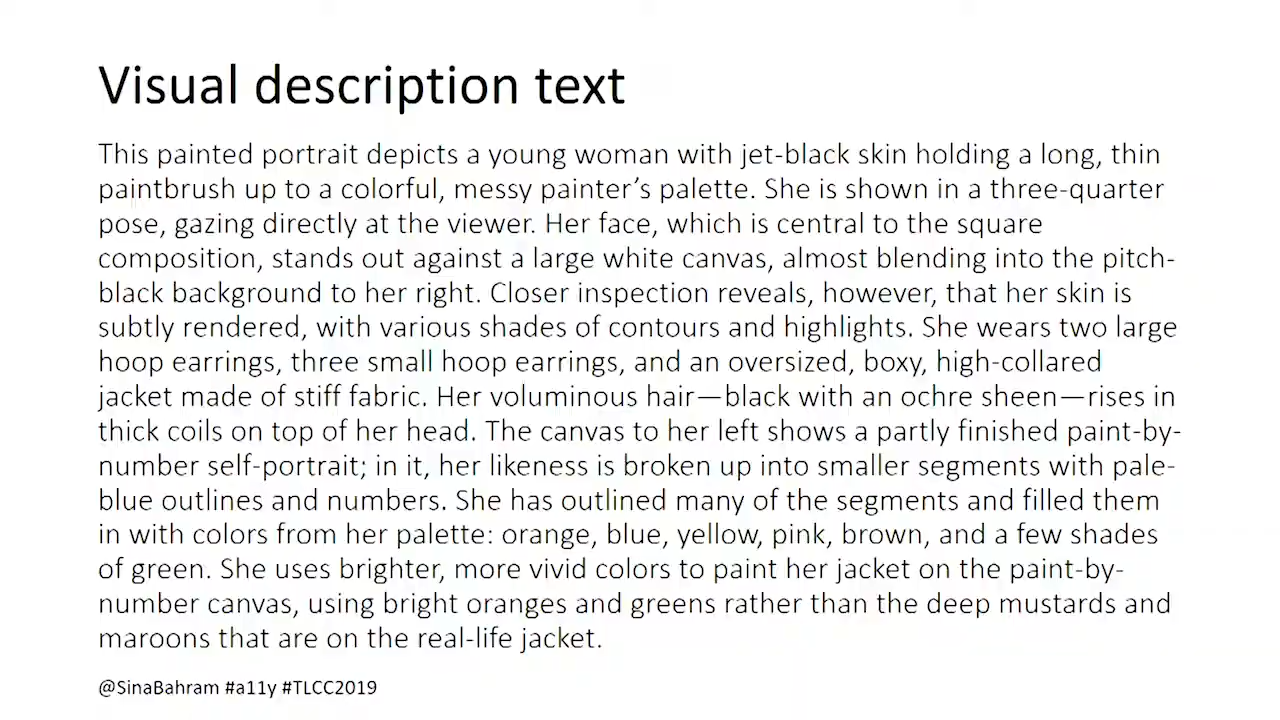 Visual description text
This painted portrait depicts a young woman with jet-black skin holding a long, thin
paintbrush up to a colorful, messy painter’s palette. She is shown in a three-quarter
pose, gazing directly at the viewer. Her face, which is central to the square
composition, stands out against a large white canvas, almost blending into the pitch-
black background to her right. Closer inspection reveals, however, that her skin is
subtly rendered, with various shades of contours and highlights. She wears two large
hoop earrings, three small hoop earrings, and an oversized, boxy, high-collared
jacket made of stiff fabric. Her voluminous hair—black with an ochre sheen—rises in
thick coils on top of her head. The canvas to her left shows a partly finished paint-by-
number self-portrait; in it, her likeness is broken up into smaller segments with pale-
blue outlines and numbers. She has outlined many of the segments and filled them
in with colors from her palette: orange, blue, yellow, pink, brown, and a few shades
of green. She uses brighter, more vivid colors to paint her jacket on the paint-by-
number canvas, using bright oranges and greens rather than the deep mustards and
maroons that are on the real-life jacket.
@SinaBahram #a11y #TLCC2019